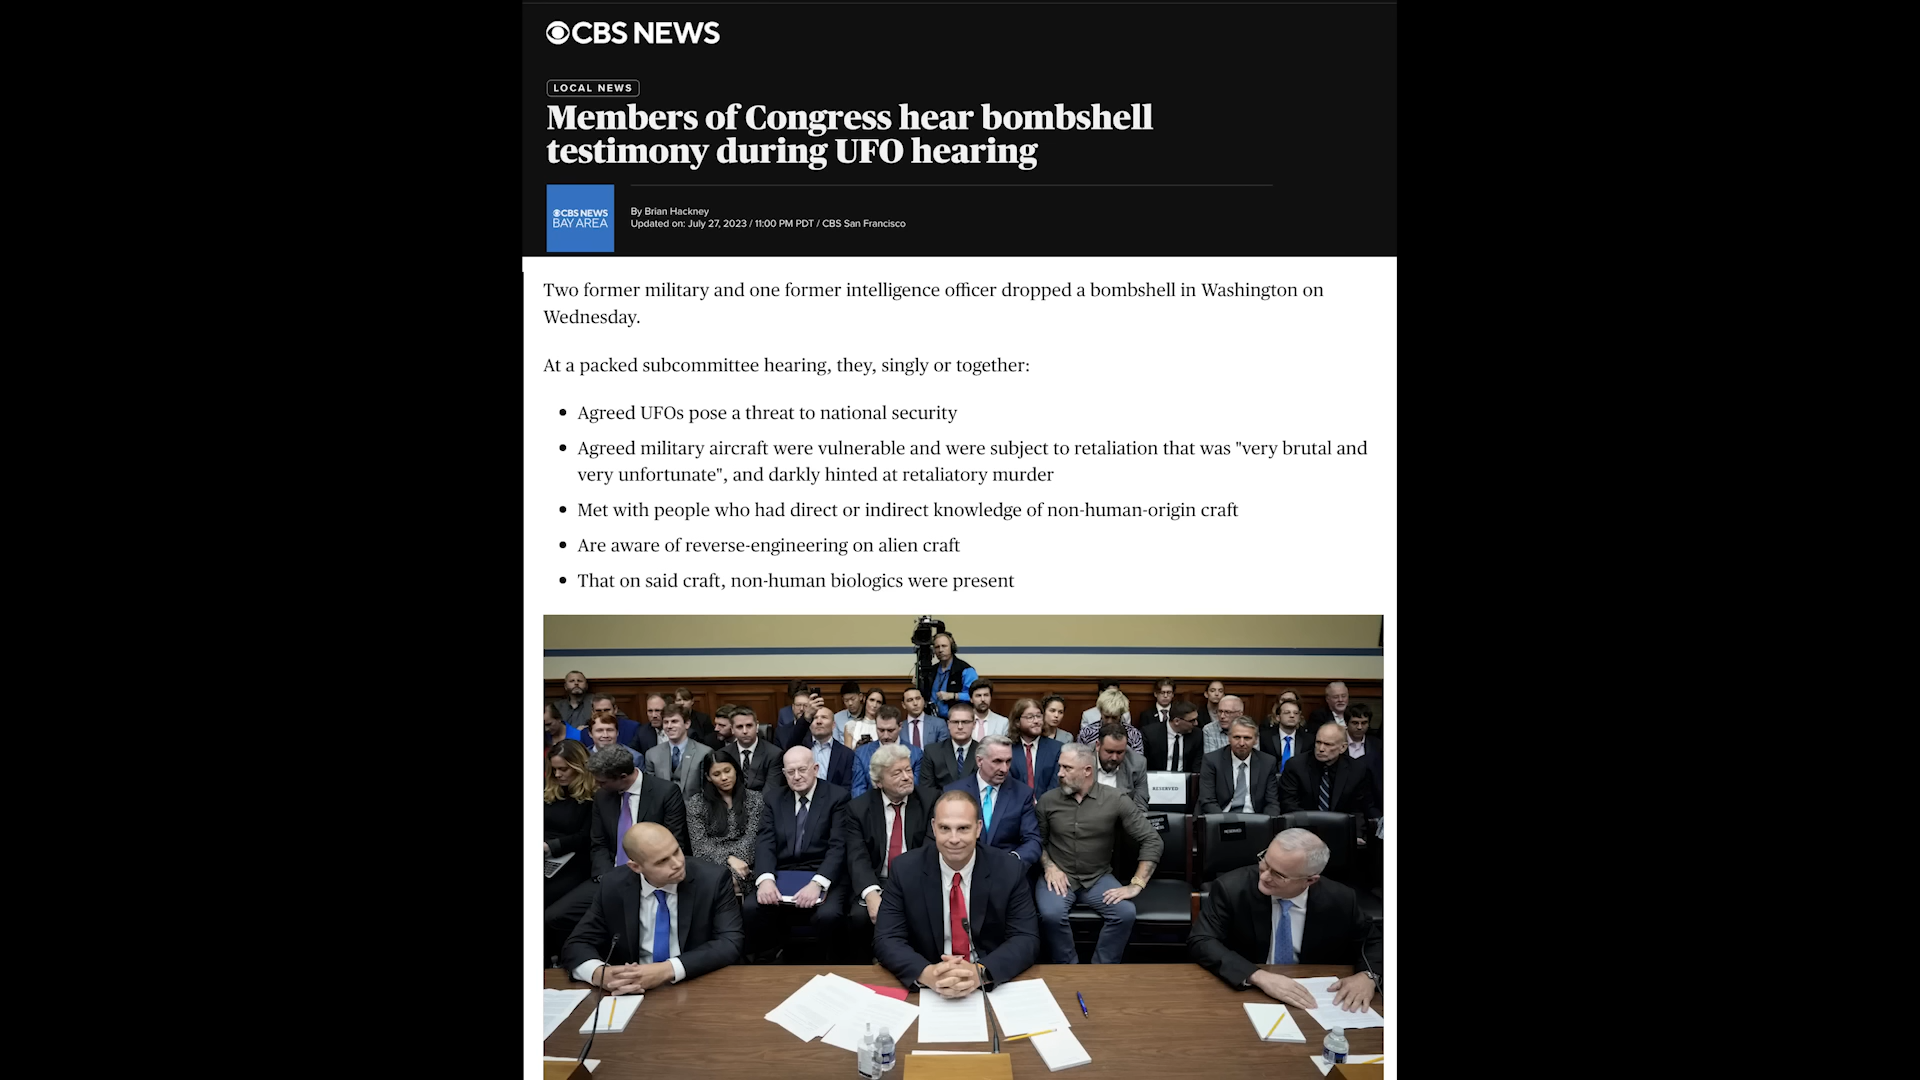 CBS NEWS
LOCAL NEWS
Members of Congress hear bombshell
testimony during UFO hearing
CBS NEWS
BAY AREA
By Brian Hackney
Updated on: July 27, 2023 / 11:00 PM PDT / CBS San Francisco
Two former military and one former intelligence officer dropped a bombshell in Washington on
Wednesday.
At a packed subcommittee hearing, they, singly or together:
• Agreed UFOs pose a threat to national security
• Agreed military aircraft were vulnerable and were subject to retaliation that was "very brutal and
very unfortunate", and darkly hinted at retaliatory murder
• Met with people who had direct or indirect knowledge of non-human-origin craft
• Are aware of reverse-engineering on alien craft
• That on said craft, non-human biologics were present
RESERVED